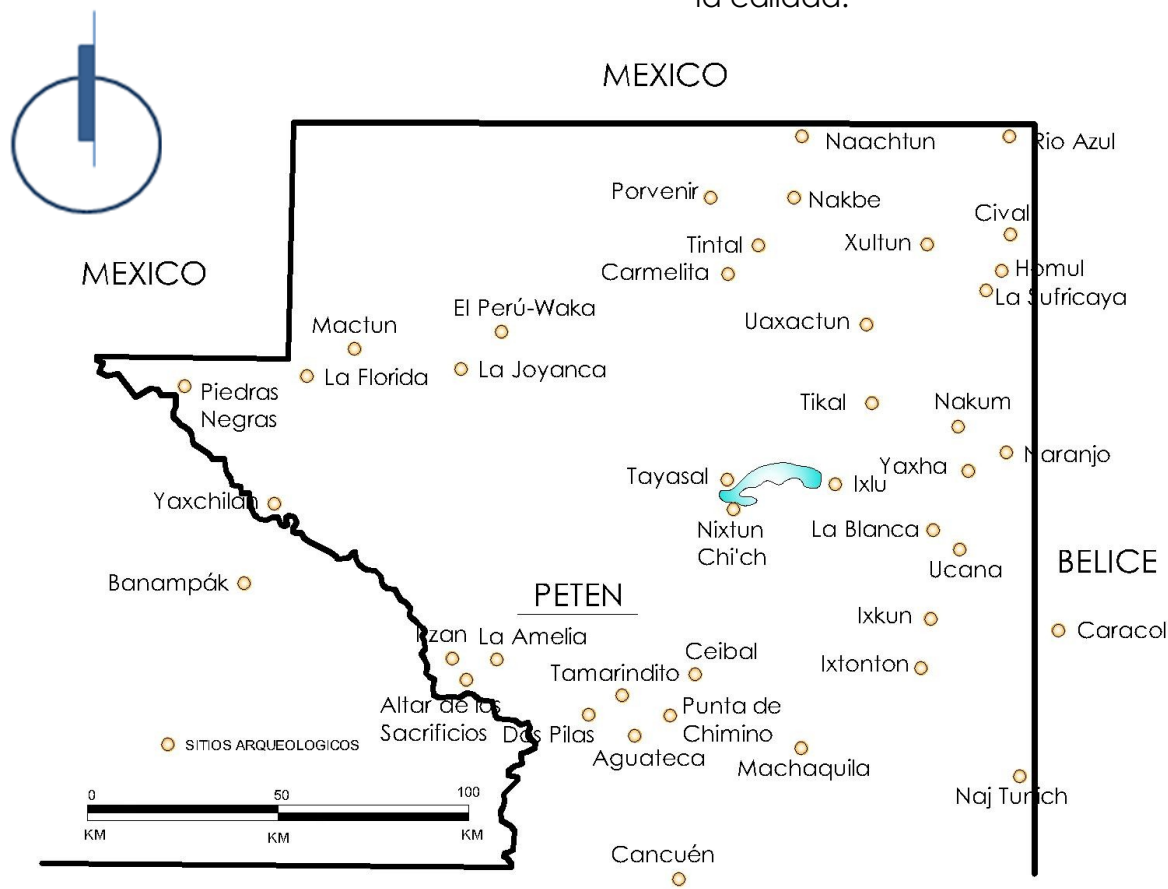 la calidad.
MEXICO
Naachtun
Rio Azul
Porvenir
Nakbe
Cival
Tintal
Xultun
MEXICO
Carmelita
Homul
La Sufricaya
El Perú-Waka
Mactun
Uaxactun
La Florida
La Joyanca
Piedras
Negras
Tikal
Nakum
Naranjo
Tayasal
Yaxha
Ixlu
Yaxchilan
Nixtun
Chi'ch
La Blanca
Ucana
BELICE
Banampák
PETEN
Ixkun
Caracol
Itzan
La Amelia
Ceibal
Ixtonton
Tamarindito
Altar de los
Sacrificios
Dos Pilas
Punta de
Chimino
SITIOS ARQUEOLOGICOS
Aguateca
Machaquila
0
50
100
Naj Tunich
KM
KM
KM
Cancuén